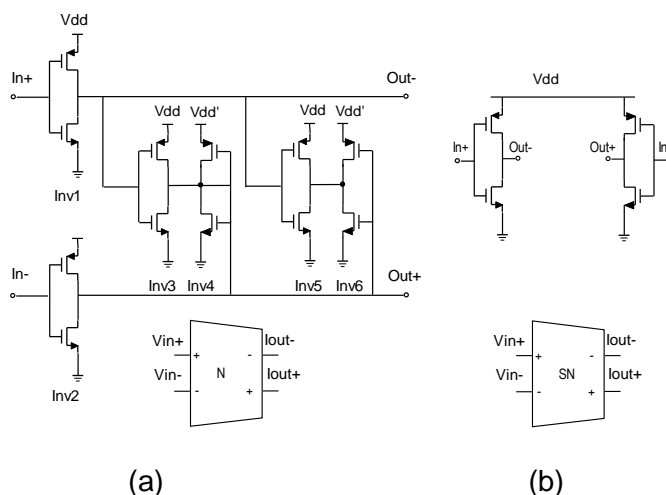 Vdd
In+
Out-
Vdd Vdd'
Vdd Vdd'
Inv1
In-
Out+
Inv3 Inv4
Inv5 Inv6
Inv2
Vin+
Vin-
+
-
N
-
+
Iout-
Iout+
(a)
Vdd
In+
Out-
Out+
In
Vin+
Vin-
+
-
SN
-
+
Iout-
Iout+
(b)